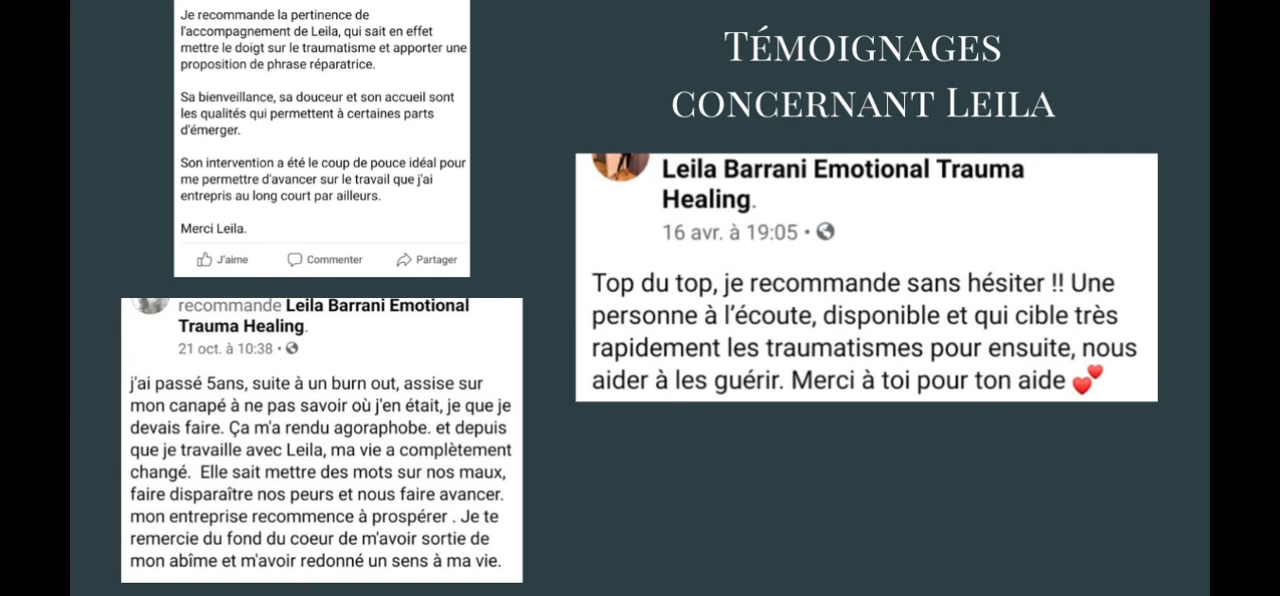 Je recommande la pertinence de
l'accompagnement de Leila, qui sait en effet
mettre le doigt sur le traumatisme et apporter une
proposition de phrase réparatrice.
Sa bienveillance, sa douceur et son accueil sont
les qualités qui permettent à certaines parts
d'émerger.
Son intervention a été le coup de pouce idéal pour
me permettre d'avancer sur le travail que j'ai
entrepris au long court par ailleurs.
Merci Leila.
J'aime Commenter Partager
recommande Leila Barrani Emotional
Trauma Healing.
21 oct. à 10:38 •
j'ai passé 5ans, suite à un burn out, assise sur
mon canapé à ne pas savoir où j'en était, je que je
devais faire. Ça m'a rendu agoraphobe. et depuis
que je travaille avec Leila, ma vie a complètement
changé. Elle sait mettre des mots sur nos maux,
faire disparaître nos peurs et nous faire avancer.
mon entreprise recommence à prospérer . Je te
remercie du fond du coeur de m'avoir sortie de
mon abîme et m'avoir redonné un sens à ma vie.
Témoignages
concernant Leila
Leila Barrani Emotional Trauma
Healing.
16 avr. à 19:05 •
Top du top, je recommande sans hésiter !! Une
personne à l’écoute, disponible et qui cible très
rapidement les traumatismes pour ensuite, nous
aider à les guérir. Merci à toi pour ton aide 💕